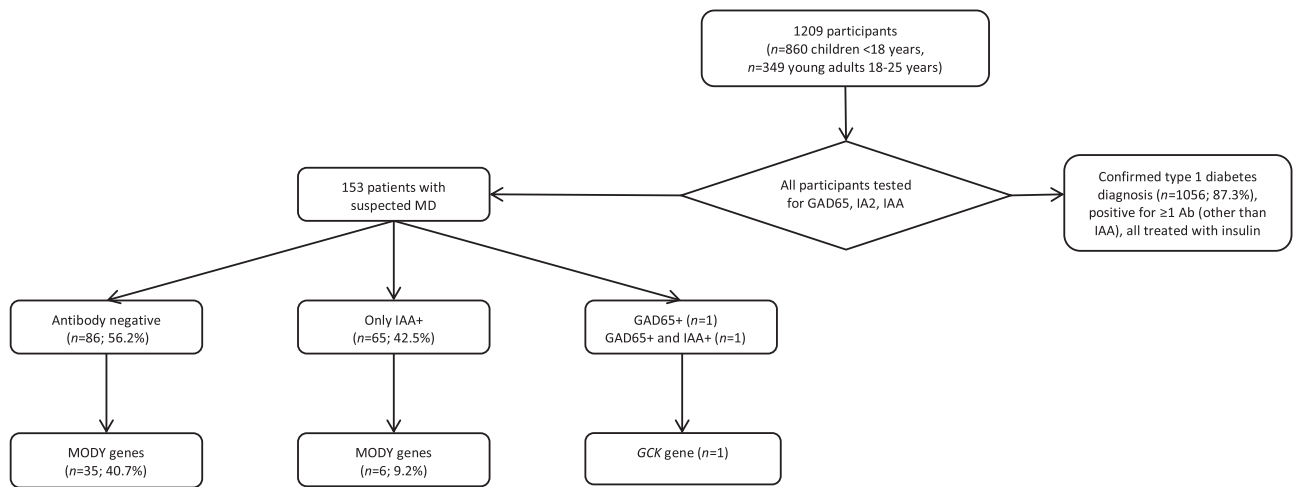 1209 participants
(n=860 children <18 years,
n=349 young adults 18-25 years)
All participants tested
for GAD65, IA2, IAA
153 patients with
suspected MD
Confirmed type 1 diabetes
diagnosis (n=1056; 87.3%),
positive for ≥1 Ab (other than
IAA), all treated with insulin
Antibody negative
(n=86; 56.2%)
Only IAA+
(n=65; 42.5%)
GAD65+ (n=1)
GAD65+ and IAA+ (n=1)
MODY genes
(n=35; 40.7%)
MODY genes
(n=6; 9.2%)
GCK gene (n=1)